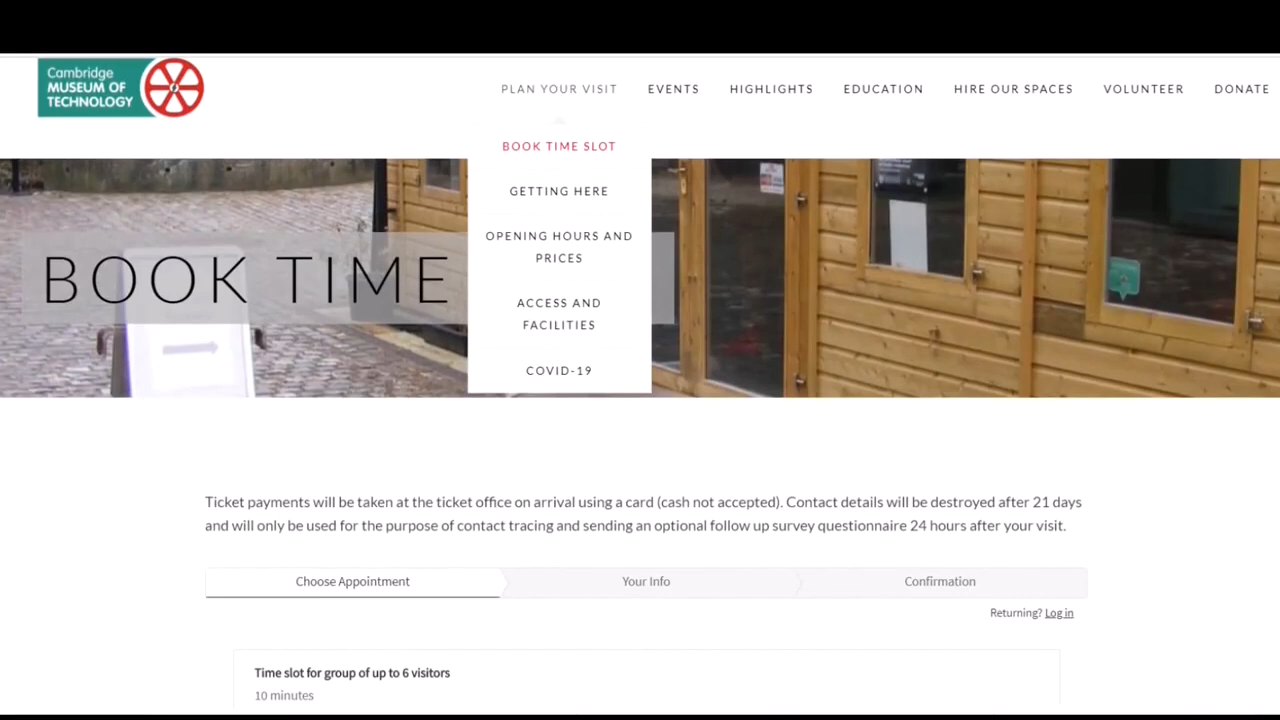 Cambridge
MUSEUM OF
TECHNOLOGY
PLAN YOUR VISIT
EVENTS
HIGHLIGHTS
EDUCATION
HIRE OUR SPACES
VOLUNTEER
DONATE
BOOK TIME SLOT
GETTING HERE
OPENING HOURS AND
PRICES
ACCESS AND
FACILITIES
COVID-19
BOOK TIME
Ticket payments will be taken at the ticket office on arrival using a card (cash not accepted). Contact details will be destroyed after 21 days
and will only be used for the purpose of contact tracing and sending an optional follow up survey questionnaire 24 hours after your visit.
Choose Appointment
Your Info
Confirmation
Returning? Log in
Time slot for group of up to 6 visitors
10 minutes